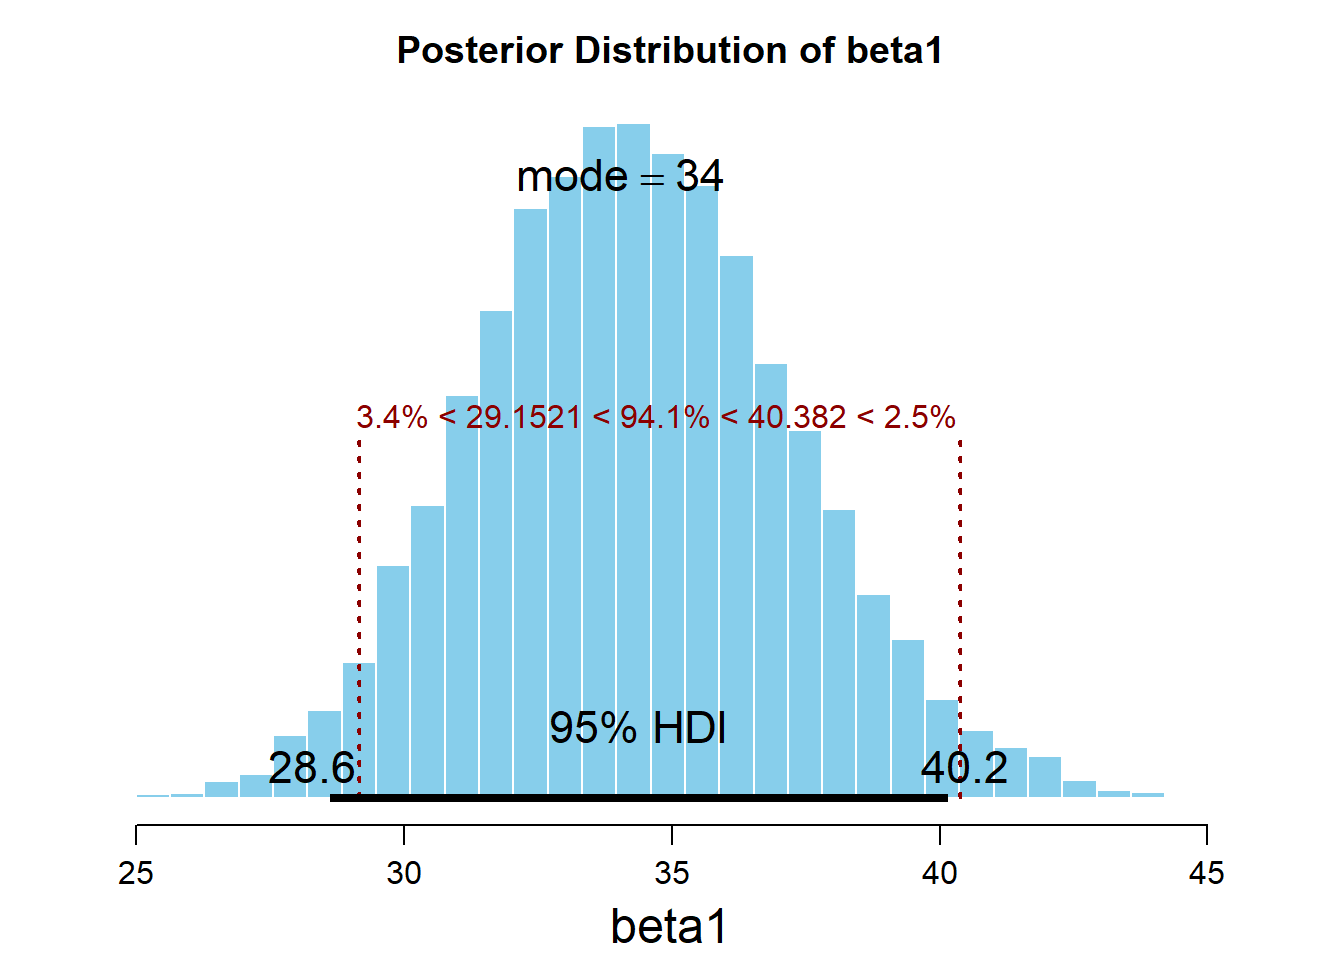 Posterior Distribution of beta1
mode = 34
3.4% < 29.1521 < 94.1% < 40.382 < 2.5%
95% HDI
28.6 40.2
25 30 35 40 45
beta1